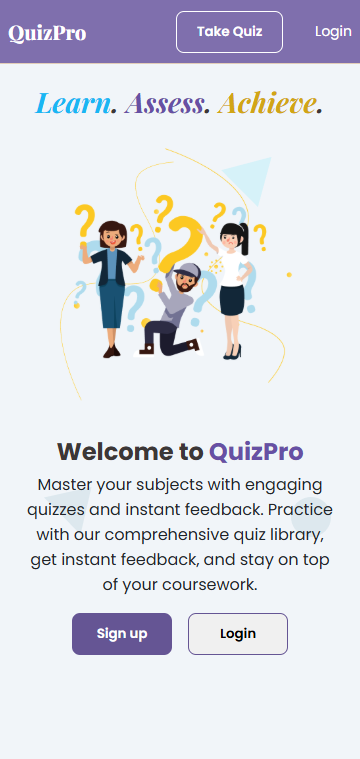 QuizPro
Take Quiz
Login
Learn. Assess. Achieve.
Welcome to QuizPro
Master your subjects with engaging
quizzes and instant feedback. Practice
with our comprehensive quiz library,
get instant feedback, and stay on top
of your coursework.
Sign up
Login